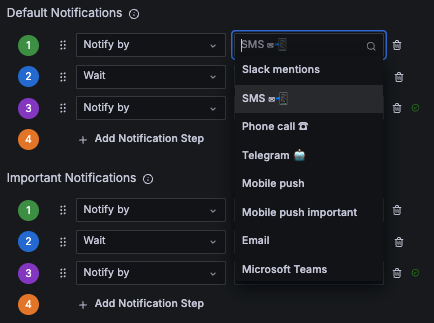 Default Notifications
1 Notify by SMS ✉📲
2 Wait
3 Notify by
4 + Add Notification Step
Slack mentions
SMS ✉📲
Phone call ☎
Telegram 🤖
Mobile push
Mobile push important
Email
Microsoft Teams
Important Notifications
1 Notify by
2 Wait
3 Notify by
4 + Add Notification Step